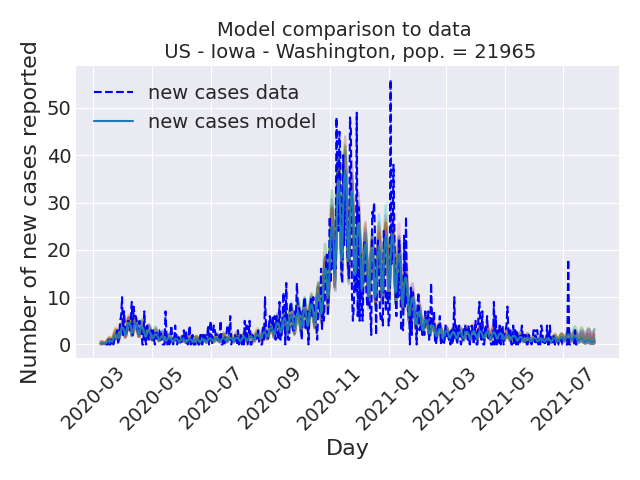 Model comparison to data
US - Iowa - Washington, pop. = 21965
Number of new cases reported
new cases data
new cases model
50
40
30
20
10
0
2020-03
2020-05
2020-07
2020-09
2020-11
2021-01
2021-03
2021-05
2021-07
Day